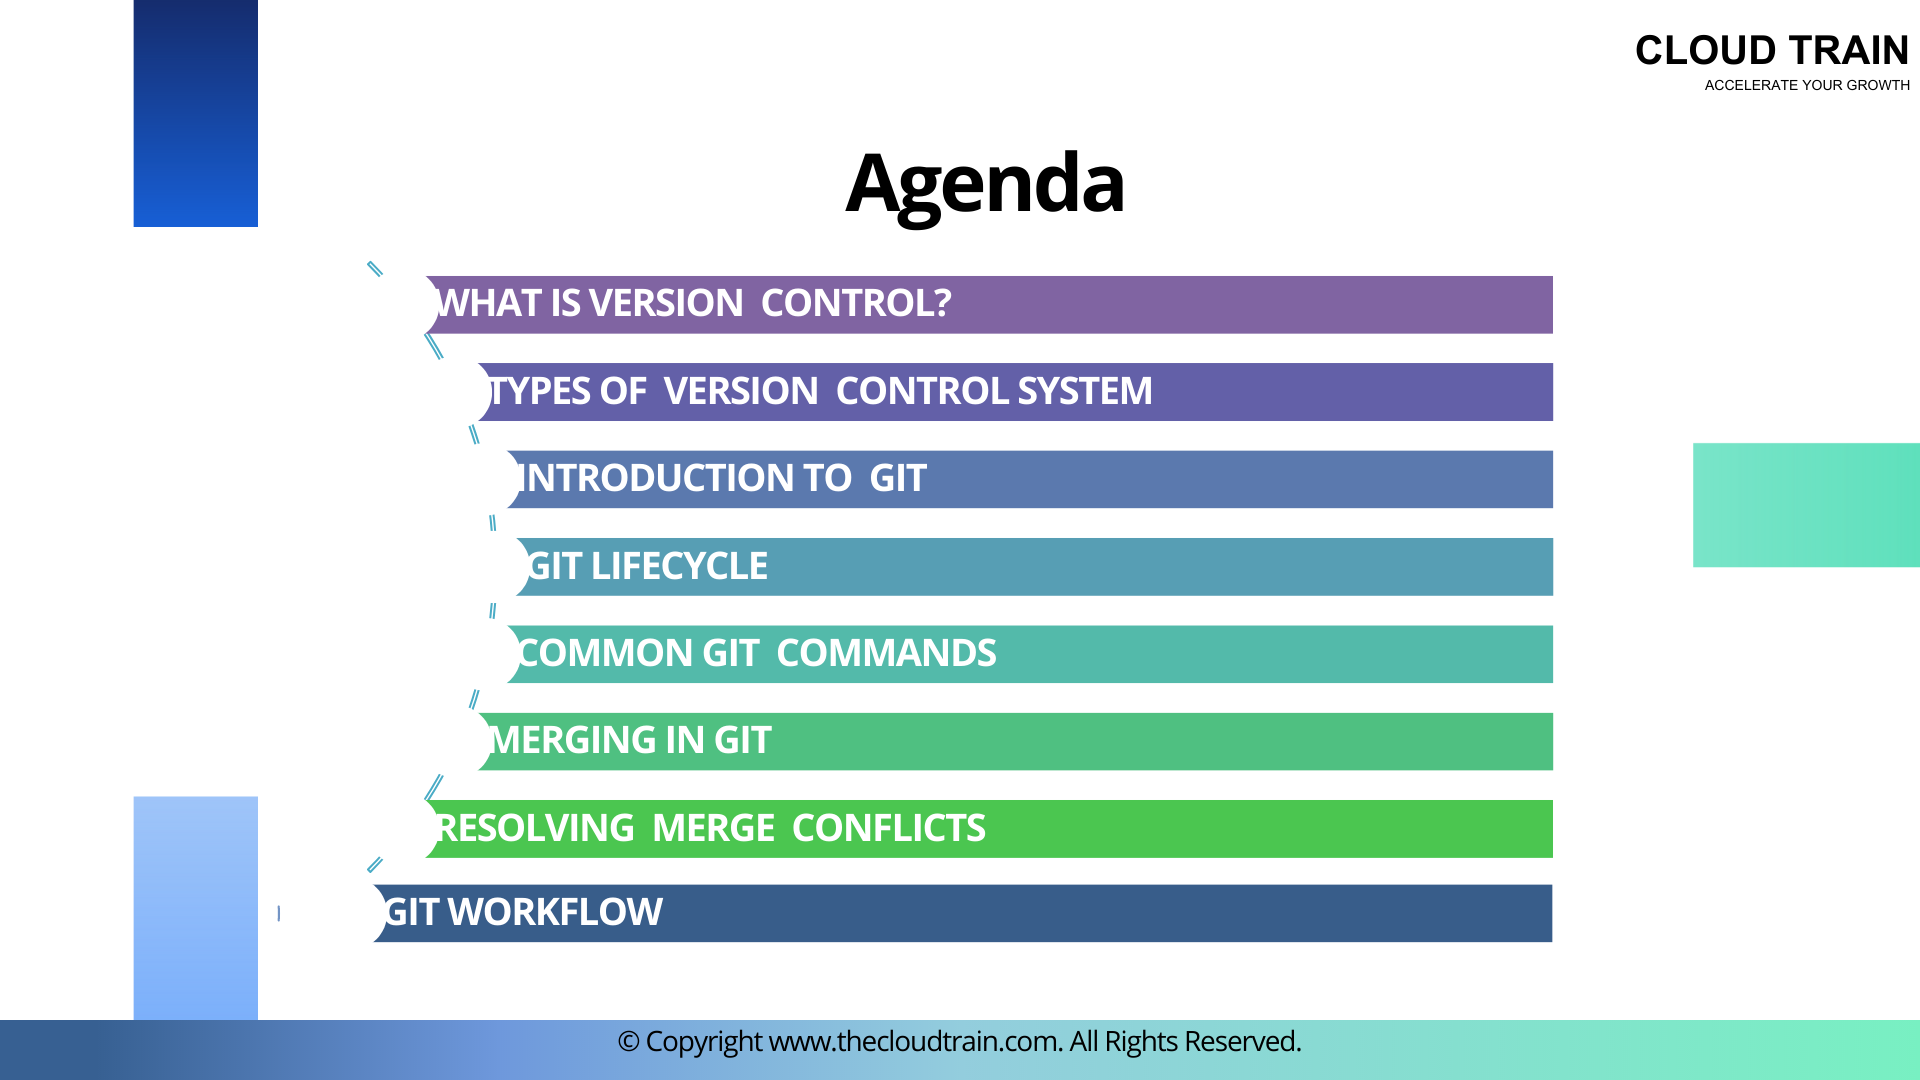 CLOUD TRAIN
ACCELERATE YOUR GROWTH
Agenda
WHAT IS VERSION CONTROL?
TYPES OF VERSION CONTROL SYSTEM
INTRODUCTION TO GIT
GIT LIFECYCLE
COMMON GIT COMMANDS
MERGING IN GIT
RESOLVING MERGE CONFLICTS
GIT WORKFLOW
© Copyright www.thecloudtrain.com. All Rights Reserved.